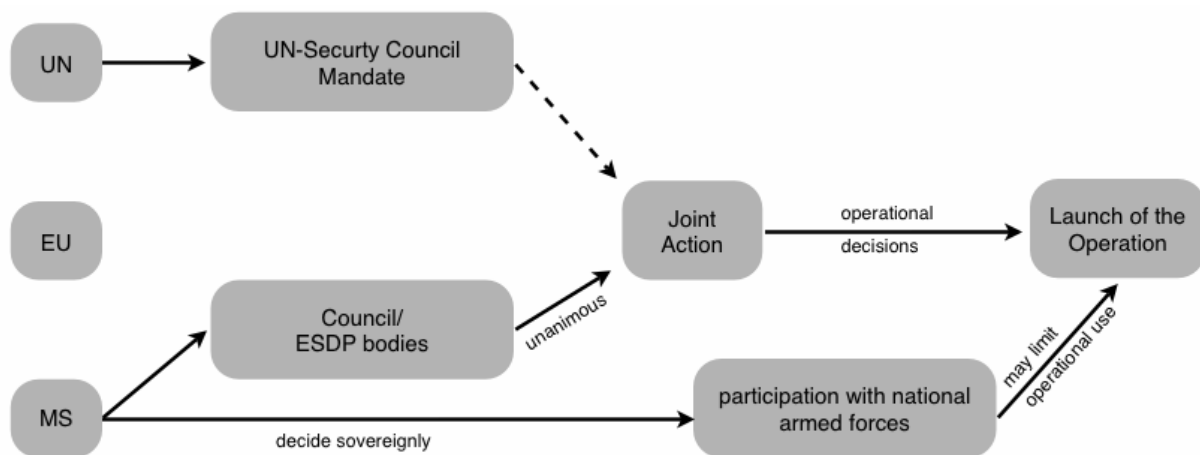 UN
UN-Securty Council
Mandate
EU
Joint
Action
operational
decisions
Launch of the
Operation
Council/
ESDP bodies
unanimous
MS
decide sovereignly
participation with national
armed forces
may limit
operational use